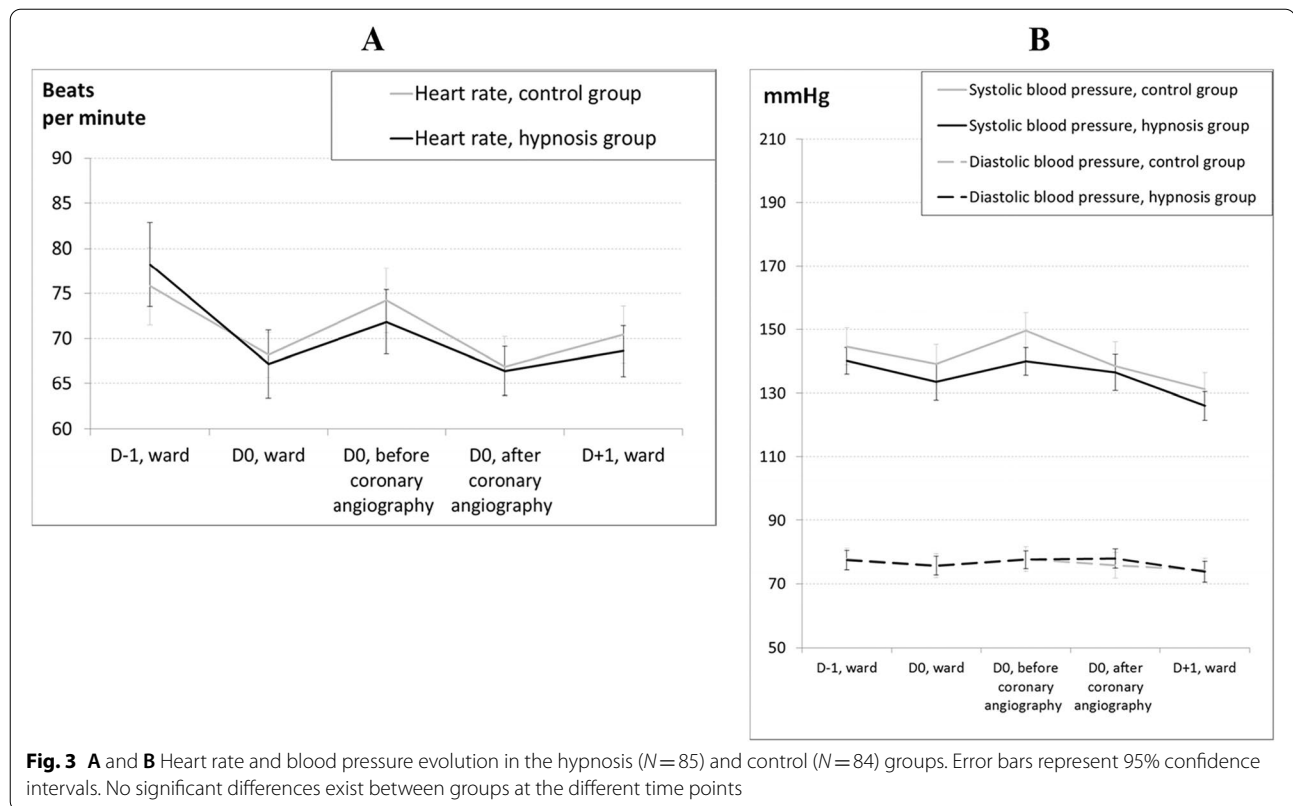 A
Beats
per minute
Heart rate, control group
Heart rate, hypnosis group
90
85
80
75
70
65
60
D-1, ward
D0, ward
D0, before
coronary
angiography
D0, after
coronary
angiography
D+1, ward
B
mmHg
Systolic blood pressure, control group
Systolic blood pressure, hypnosis group
Diastolic blood pressure, control group
Diastolic blood pressure, hypnosis group
210
190
170
150
130
110
90
70
50
D-1, ward
D0, ward
D0, before
coronary
angiography
D0, after
coronary
angiography
D+1, ward
Fig. 3 A and B Heart rate and blood pressure evolution in the hypnosis (N = 85) and control (N = 84) groups. Error bars represent 95% confidence
intervals. No significant differences exist between groups at the different time points